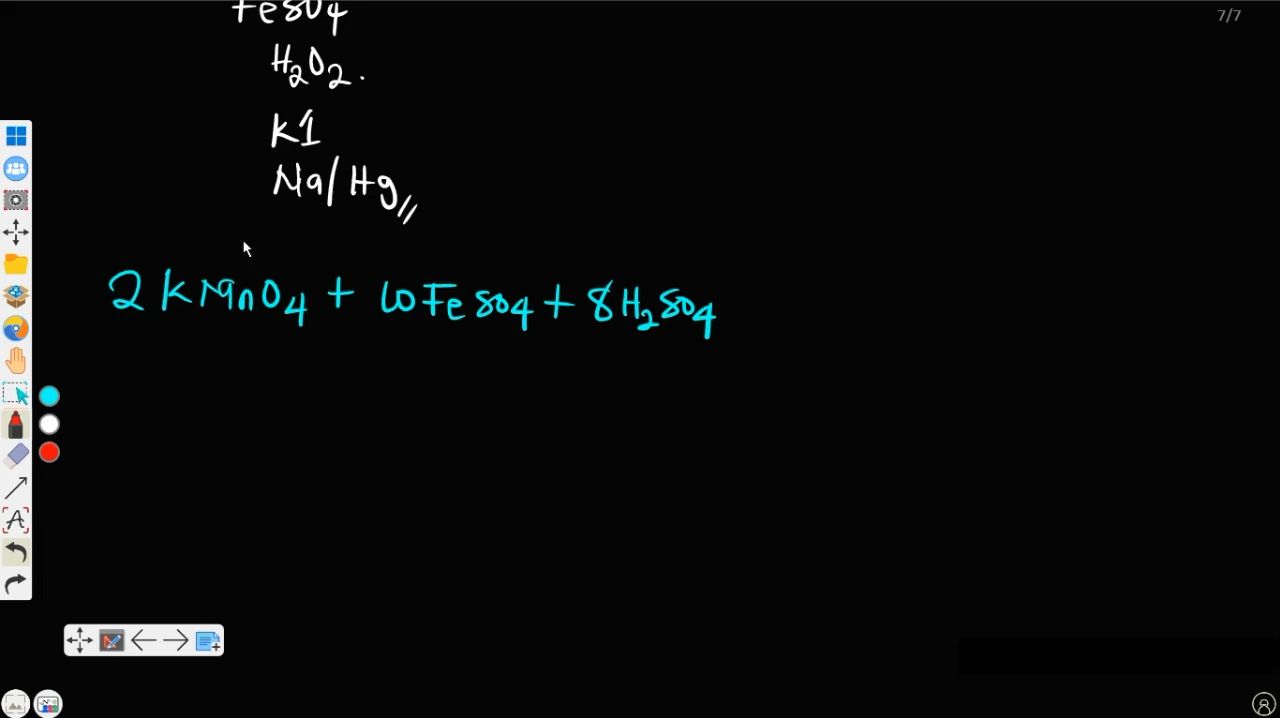 7/7
FeSO4
H2O2.
KI
Na/Hg//
2KMnO4 + 10FeSO4 + 8H2SO4